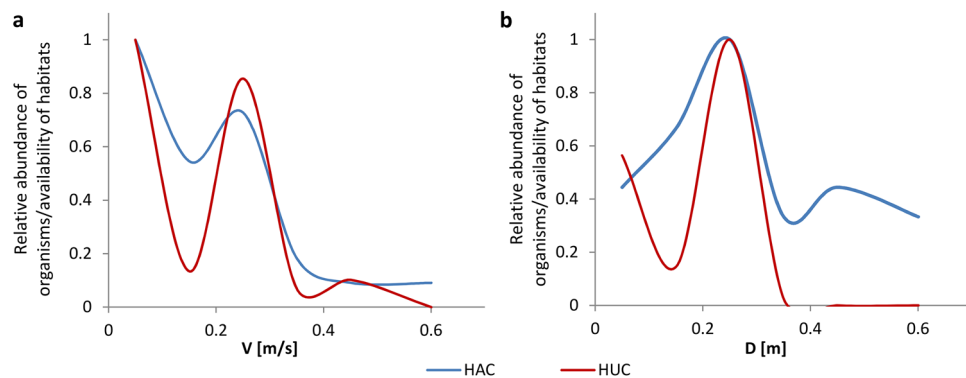 a
Relative abundance of
organisms/availability of habitats
1
0.8
0.6
0.4
0.2
0
0 0.2 0.4 0.6
V [m/s]
b
Relative abundance of
organisms/availability of habitats
1
0.8
0.6
0.4
0.2
0
0 0.2 0.4 0.6
D [m]
HAC HUC